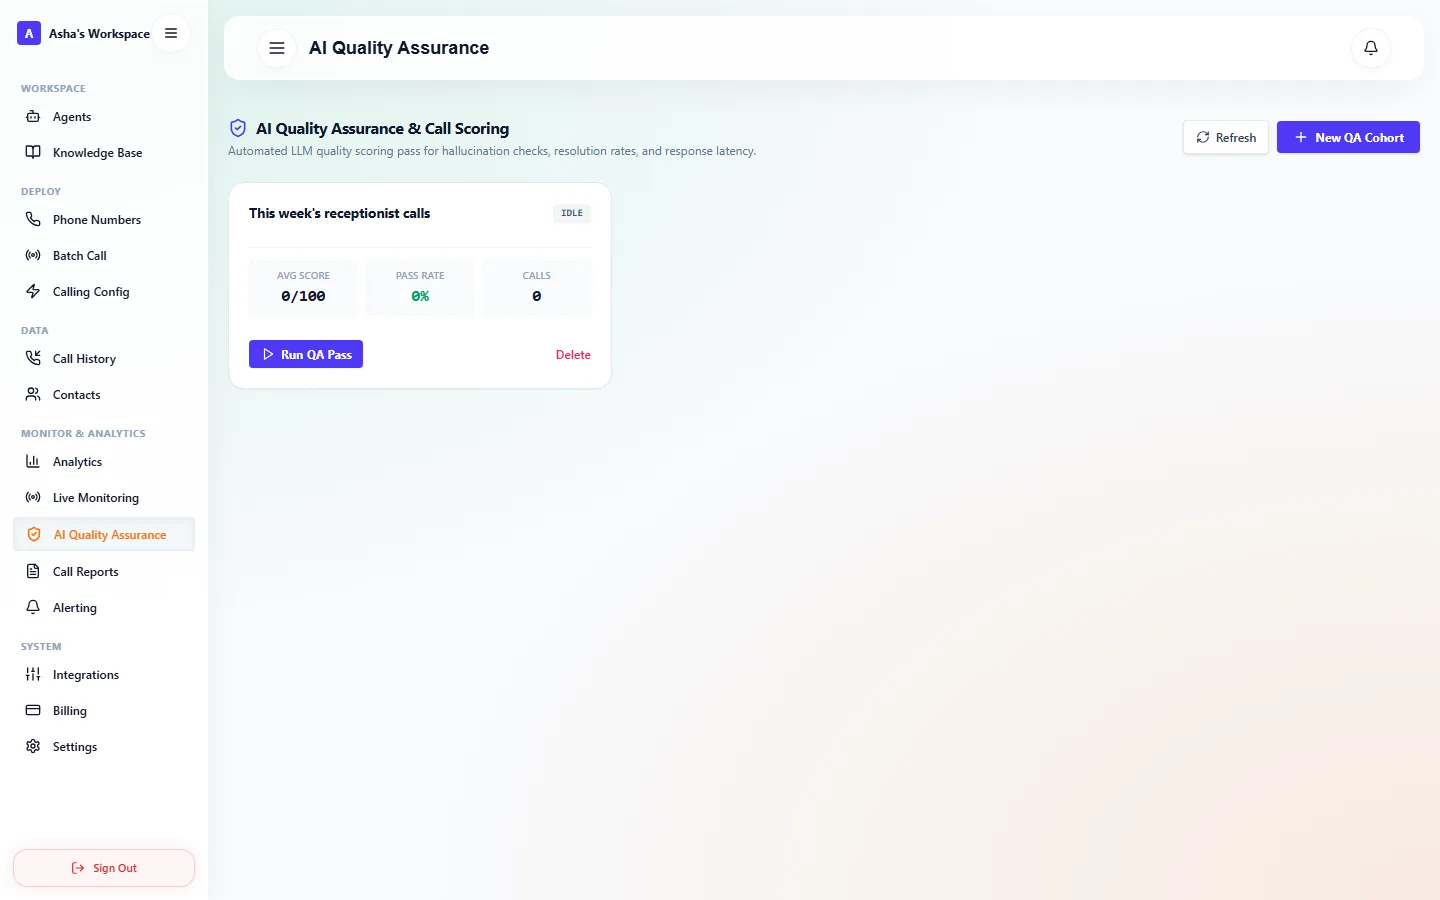 A Asha's Workspace
WORKSPACE
Agents
Knowledge Base
DEPLOY
Phone Numbers
Batch Call
Calling Config
DATA
Call History
Contacts
MONITOR & ANALYTICS
Analytics
Live Monitoring
AI Quality Assurance
Call Reports
Alerting
SYSTEM
Integrations
Billing
Settings
Sign Out
AI Quality Assurance
AI Quality Assurance & Call Scoring
Automated LLM quality scoring pass for hallucination checks, resolution rates, and response latency.
Refresh
New QA Cohort
This week's receptionist calls
IDLE
AVG SCORE
0/100
PASS RATE
0%
CALLS
0
Run QA Pass
Delete